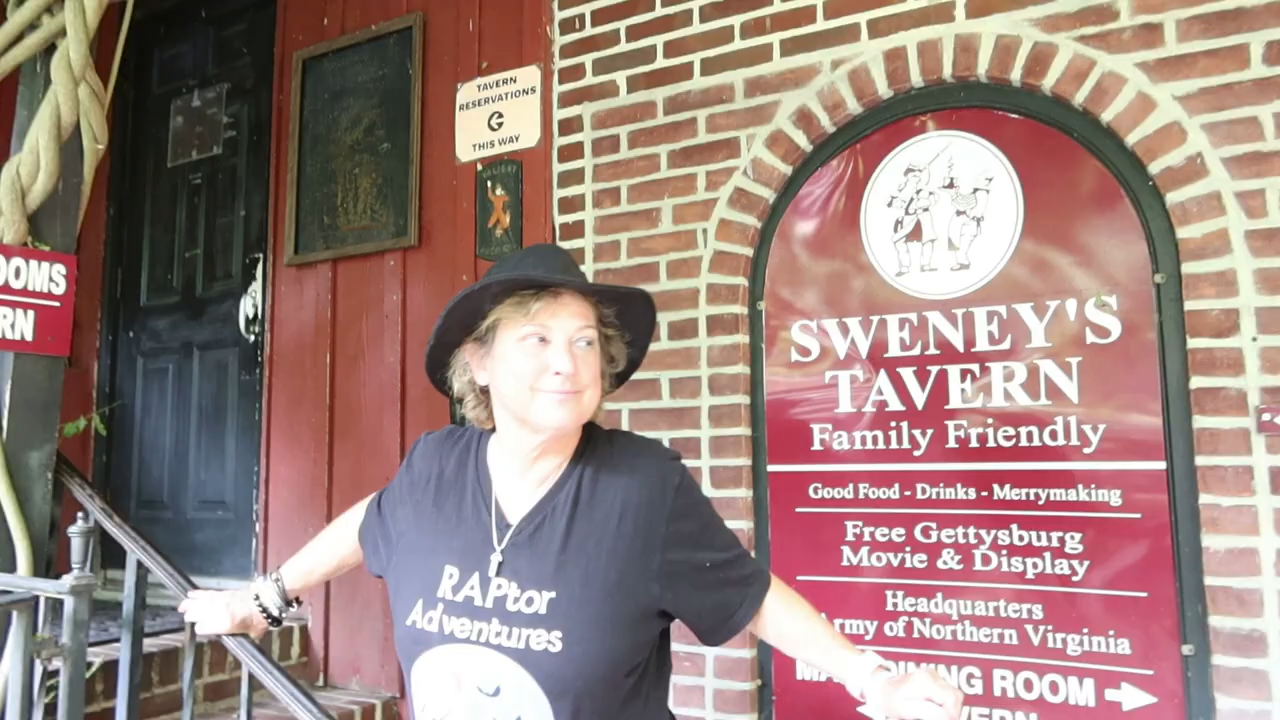 TAVERN
RESERVATIONS
THIS WAY
OOMS
RN
SWENEY'S
TAVERN
Family Friendly
Good Food - Drinks - Merrymaking
Free Gettysburg
Movie & Display
Headquarters
rmy of Northern Virginia
DINING ROOM
RAPtor
Adventures